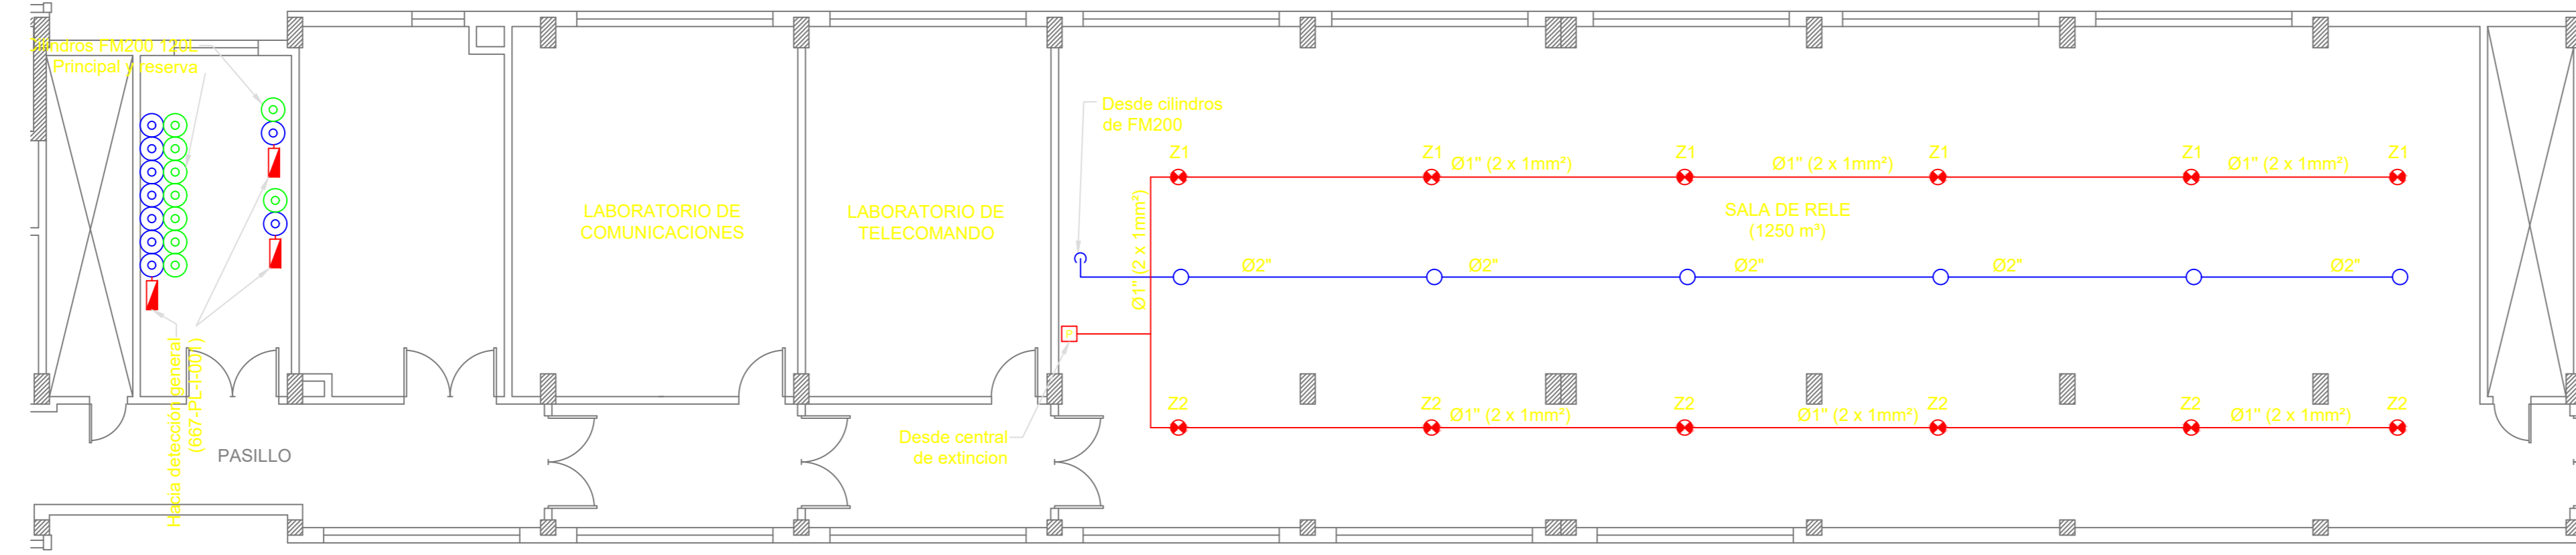 Cilindros FM200 120L
Principal y reserva
Hacia detección general
(667-PL-I-001)
PASILLO
LABORATORIO DE
COMUNICACIONES
LABORATORIO DE
TELECOMANDO
Desde cilindros
de FM200
Desde central
de extincion
Ø1" (2 x 1mm²)
Z1
Z1
Z1
Z1
Z1
Z1
Ø1" (2 x 1mm²)
Ø1" (2 x 1mm²)
Ø1" (2 x 1mm²)
SALA DE RELE
(1250 m³)
Ø2"
Ø2"
Ø2"
Ø2"
Ø2"
Z2
Z2
Z2
Z2
Z2
Z2
Ø1" (2 x 1mm²)
Ø1" (2 x 1mm²)
Ø1" (2 x 1mm²)